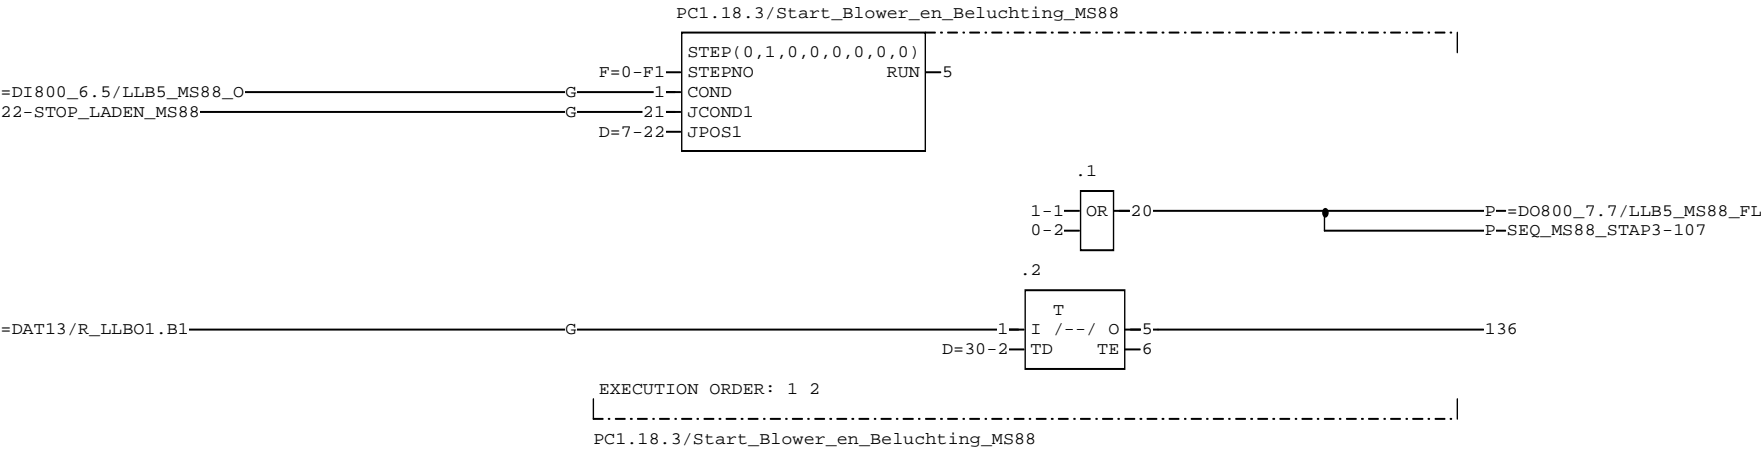 PC1.18.3/Start_Blower_en_Beluchting_MS88
STEP(0,1,0,0,0,0,0,0)
F=0-F1 STEPNO RUN 5
=DI800_6.5/LLB5_MS88_O G 1 COND
22-STOP_LADEN_MS88 G 21 JCOND1
D=7-22 JPOS1
.1
1-1 OR 20 P =DO800_7.7/LLB5_MS88_FL
0-2 P SEQ_MS88_STAP3-107
.2
T
=DAT13/R_LLBO1.B1 G 1 I /--/ O 5 136
D=30-2 TD TE 6
EXECUTION ORDER: 1 2
PC1.18.3/Start_Blower_en_Beluchting_MS88